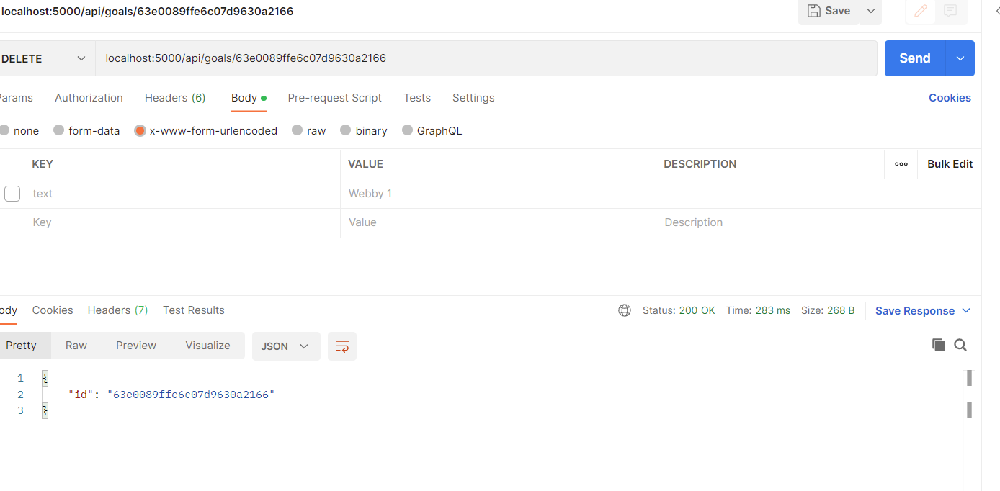 localhost:5000/api/goals/63e0089ffe6c07d9630a2166 Save
DELETE localhost:5000/api/goals/63e0089ffe6c07d9630a2166 Send
Params Authorization Headers (6) Body Pre-request Script Tests Settings Cookies
none form-data x-www-form-urlencoded raw binary GraphQL
KEY VALUE DESCRIPTION ooo Bulk Edit
text Webby 1
Key Value Description
ody Cookies Headers (7) Test Results Status: 200 OK Time: 283 ms Size: 268 B Save Response
Pretty Raw Preview Visualize JSON
1 {
2 "id": "63e0089ffe6c07d9630a2166"
3 }